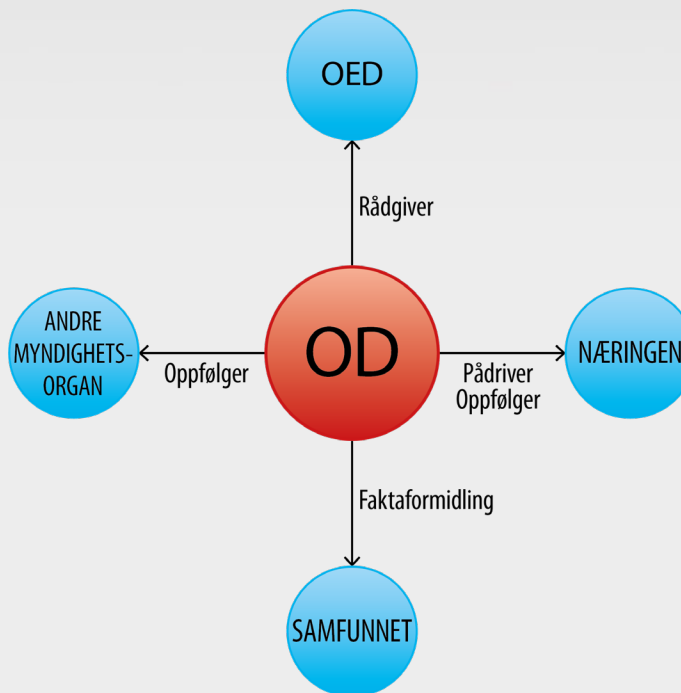 OED
Rådgiver
ANDRE
MYNDIGHETS-
ORGAN
Oppfølger
OD
Pådriver
Oppfølger
NÆRINGEN
Faktaformidling
SAMFUNNET